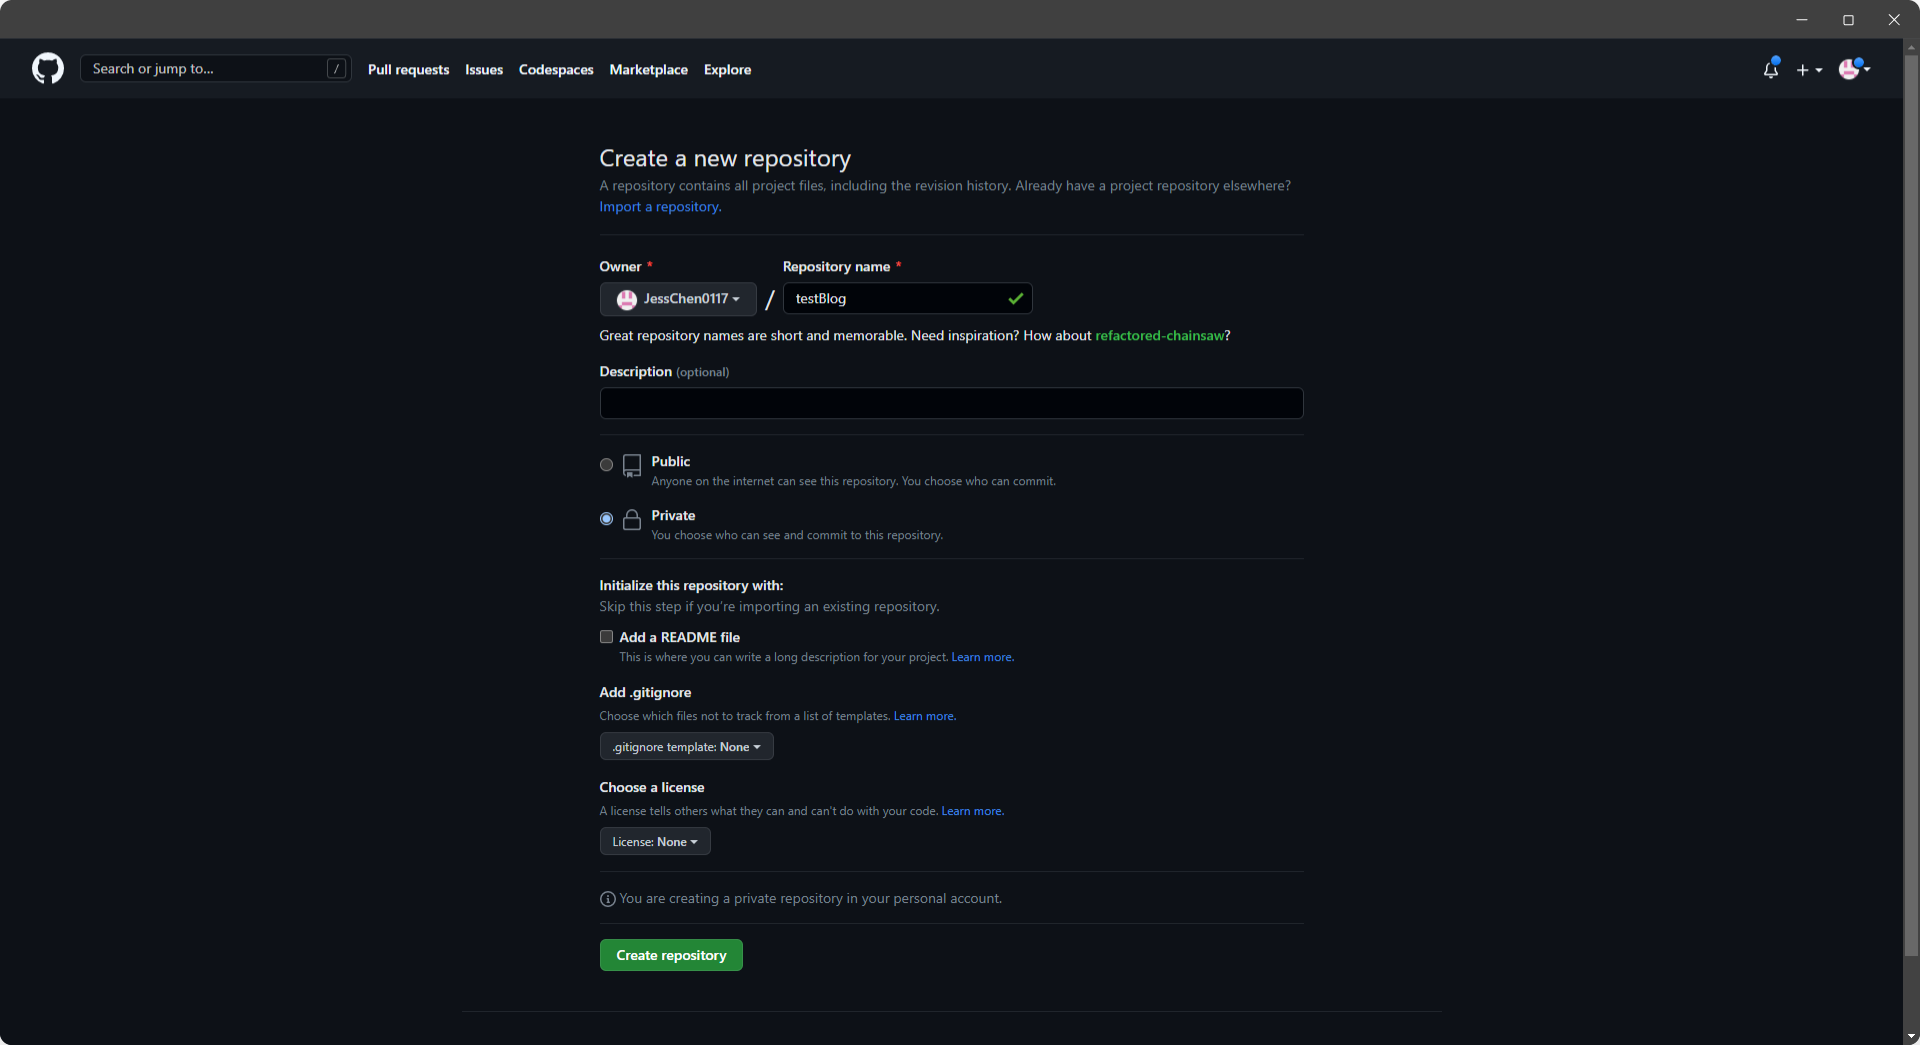 Search or jump to... /
Pull requests Issues Codespaces Marketplace Explore
Create a new repository
A repository contains all project files, including the revision history. Already have a project repository elsewhere?
Import a repository.
Owner * Repository name *
JessChen0117 / testBlog
Great repository names are short and memorable. Need inspiration? How about refactored-chainsaw?
Description (optional)
Public
Anyone on the internet can see this repository. You choose who can commit.
Private
You choose who can see and commit to this repository.
Initialize this repository with:
Skip this step if you’re importing an existing repository.
Add a README file
This is where you can write a long description for your project. Learn more.
Add .gitignore
Choose which files not to track from a list of templates. Learn more.
.gitignore template: None
Choose a license
A license tells others what they can and can't do with your code. Learn more.
License: None
You are creating a private repository in your personal account.
Create repository